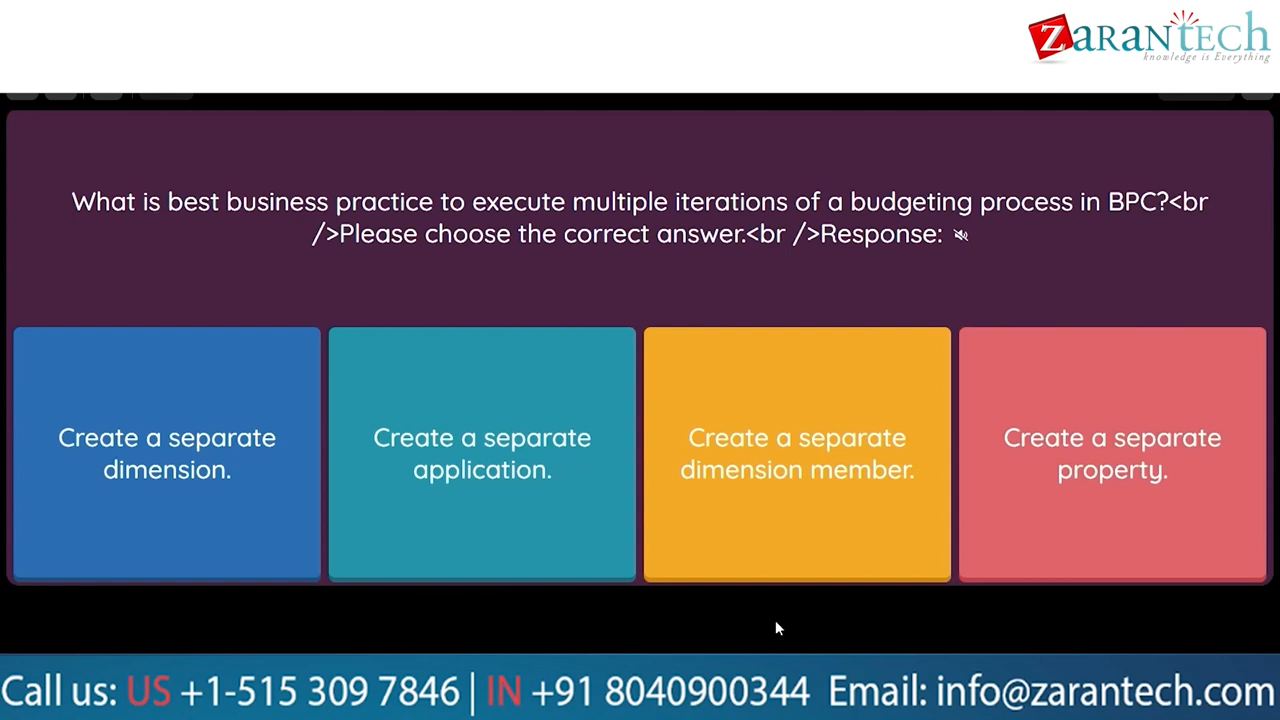 ZARANTECH
knowledge is Everything
What is best business practice to execute multiple iterations of a budgeting process in BPC?<br
/>Please choose the correct answer.<br />Response:
Create a separate
dimension.
Create a separate
application.
Create a separate
dimension member.
Create a separate
property.
Call us: US +1-515 309 7846 | IN +91 8040900344 Email: info@zarantech.com